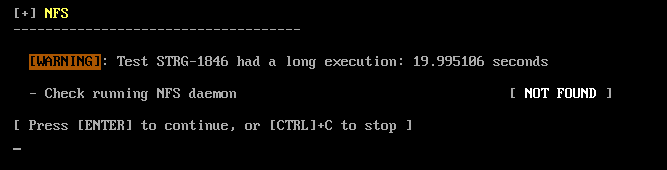 [+] NFS
------------------------------------
[WARNING]: Test STRG-1846 had a long execution: 19.995106 seconds
- Check running NFS daemon [ NOT FOUND ]
[ Press [ENTER] to continue, or [CTRL]+C to stop ]
_